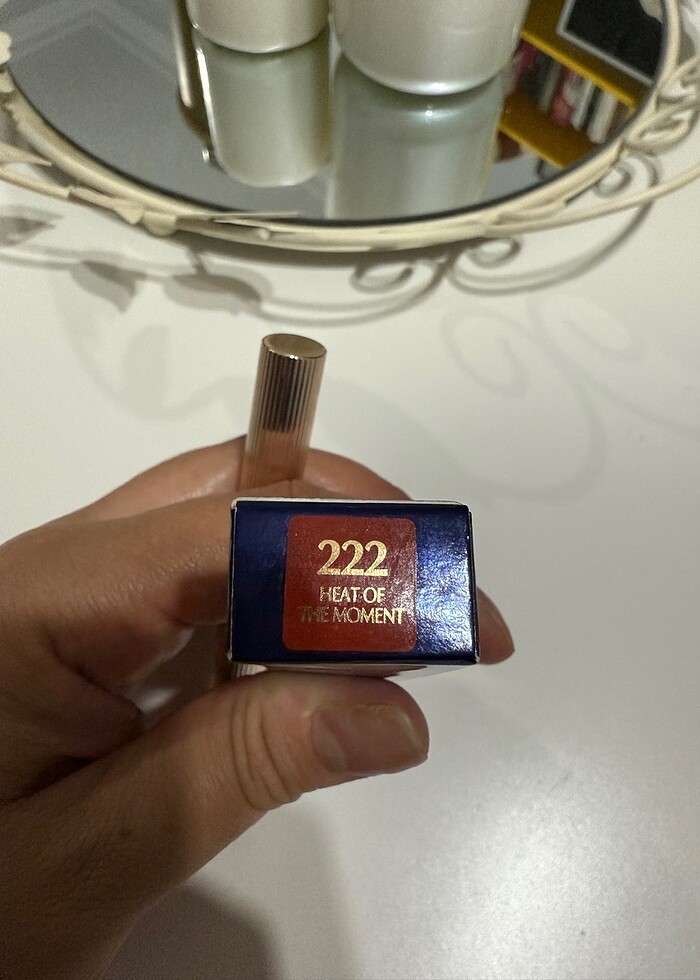 222
HEAT OF
THE MOMENT